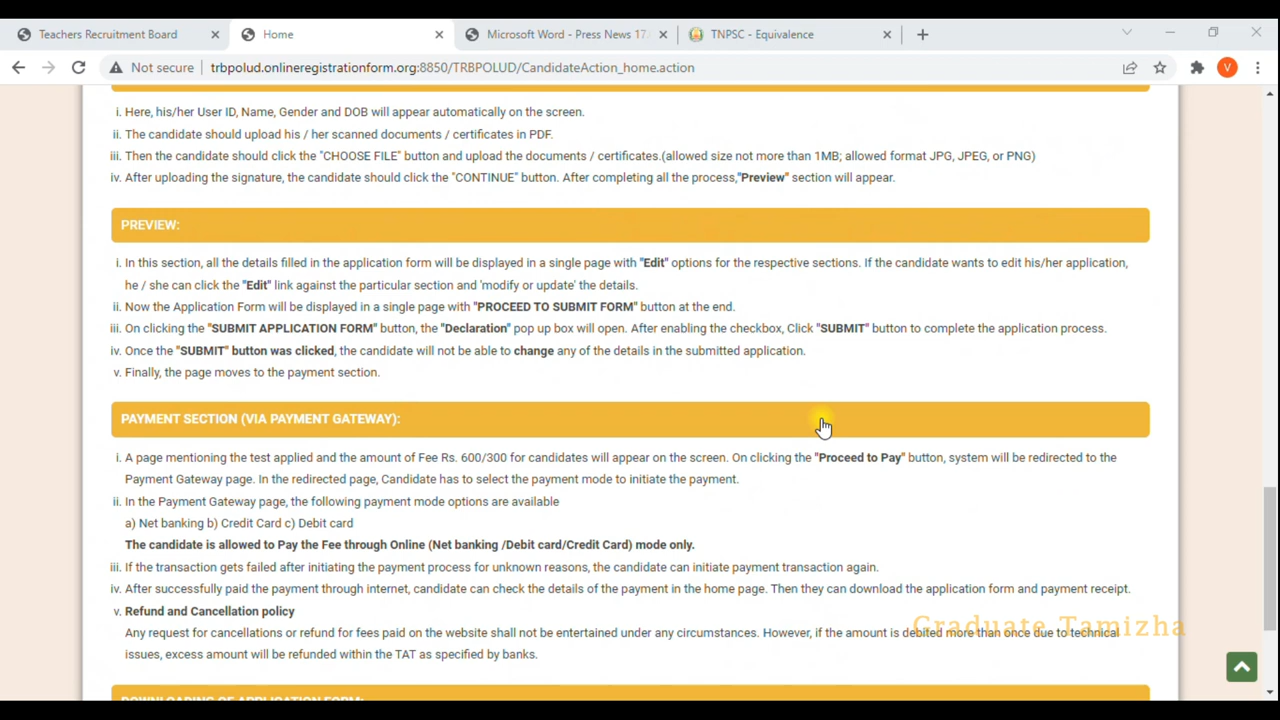 Teachers Recruitment Board
Home
Microsoft Word - Press News 17.
TNPSC - Equivalence
Not secure
trbpolud.onlineregistrationform.org:8850/TRBPOLUD/CandidateAction_home.action
V
i. Here, his/her User ID, Name, Gender and DOB will appear automatically on the screen.
ii. The candidate should upload his / her scanned documents / certificates in PDF.
iii. Then the candidate should click the "CHOOSE FILE" button and upload the documents / certificates.(allowed size not more than 1MB; allowed format JPG, JPEG, or PNG)
iv. After uploading the signature, the candidate should click the "CONTINUE" button. After completing all the process,"Preview" section will appear.
PREVIEW:
i. In this section, all the details filled in the application form will be displayed in a single page with "Edit" options for the respective sections. If the candidate wants to edit his/her application,
he / she can click the "Edit" link against the particular section and 'modify or update' the details.
ii. Now the Application Form will be displayed in a single page with "PROCEED TO SUBMIT FORM" button at the end.
iii. On clicking the "SUBMIT APPLICATION FORM" button, the "Declaration" pop up box will open. After enabling the checkbox, Click "SUBMIT" button to complete the application process.
iv. Once the "SUBMIT" button was clicked, the candidate will not be able to change any of the details in the submitted application.
v. Finally, the page moves to the payment section.
PAYMENT SECTION (VIA PAYMENT GATEWAY):
i. A page mentioning the test applied and the amount of Fee Rs. 600/300 for candidates will appear on the screen. On clicking the "Proceed to Pay" button, system will be redirected to the
Payment Gateway page. In the redirected page, Candidate has to select the payment mode to initiate the payment.
ii. In the Payment Gateway page, the following payment mode options are available
a) Net banking b) Credit Card c) Debit card
The candidate is allowed to Pay the Fee through Online (Net banking /Debit card/Credit Card) mode only.
iii. If the transaction gets failed after initiating the payment process for unknown reasons, the candidate can initiate payment transaction again.
iv. After successfully paid the payment through internet, candidate can check the details of the payment in the home page. Then they can download the application form and payment receipt.
v. Refund and Cancellation policy
Graduate Tamizha
Any request for cancellations or refund for fees paid on the website shall not be entertained under any circumstances. However, if the amount is debited more than once due to technical
issues, excess amount will be refunded within the TAT as specified by banks.
DOWNLOADING OF APPLICATION FORM: